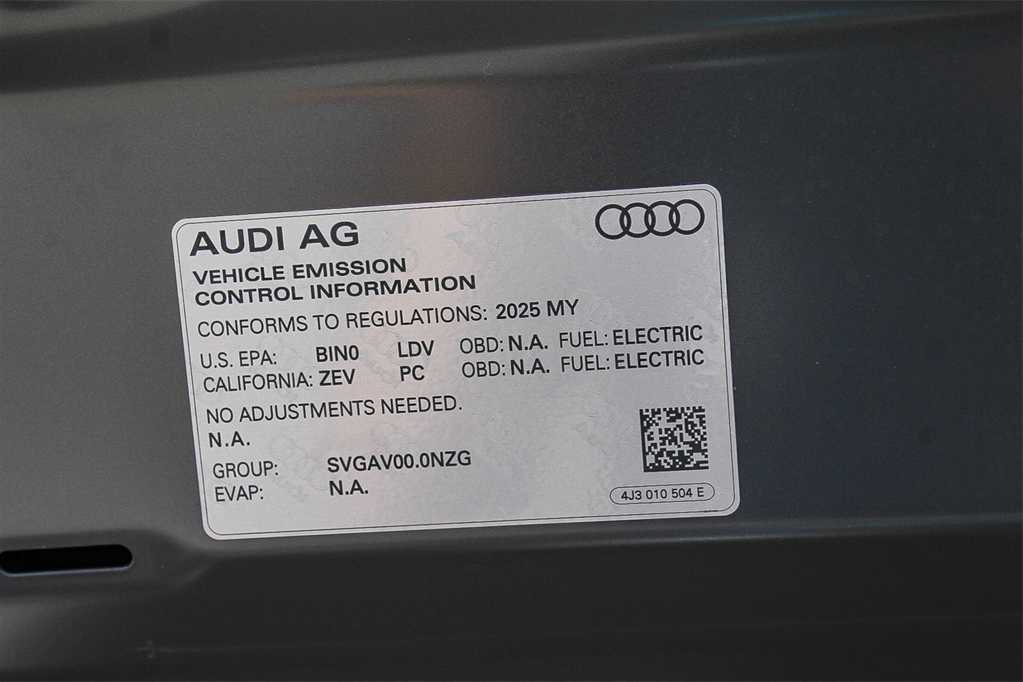 AUDI AG
VEHICLE EMISSION
CONTROL INFORMATION
CONFORMS TO REGULATIONS: 2025 MY
U.S. EPA: BIN0 LDV OBD: N.A. FUEL: ELECTRIC
CALIFORNIA: ZEV PC OBD: N.A. FUEL: ELECTRIC
NO ADJUSTMENTS NEEDED.
N.A.
GROUP: SVGAV00.0NZG
EVAP: N.A.
4J3 010 504 E